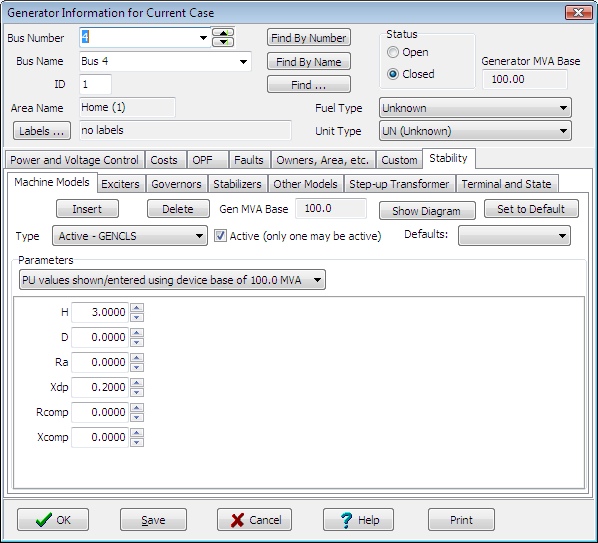 Generator Information for Current Case
Bus Number 4 Find By Number Status
Open
Bus Name Bus 4 Find By Name Generator MVA Base
ID 1 Find ... Closed 100.00
Area Name Home (1) Fuel Type Unknown
Labels ... no labels Unit Type UN (Unknown)
Power and Voltage Control Costs OPF Faults Owners, Area, etc. Custom Stability
Machine Models Exciters Governors Stabilizers Other Models Step-up Transformer Terminal and State
Insert Delete Gen MVA Base 100.0 Show Diagram Set to Default
Type Active - GENCLS Active (only one may be active) Defaults:
Parameters
PU values shown/entered using device base of 100.0 MVA
H 3.0000
D 0.0000
Ra 0.0000
Xdp 0.2000
Rcomp 0.0000
Xcomp 0.0000
OK Save Cancel ? Help Print